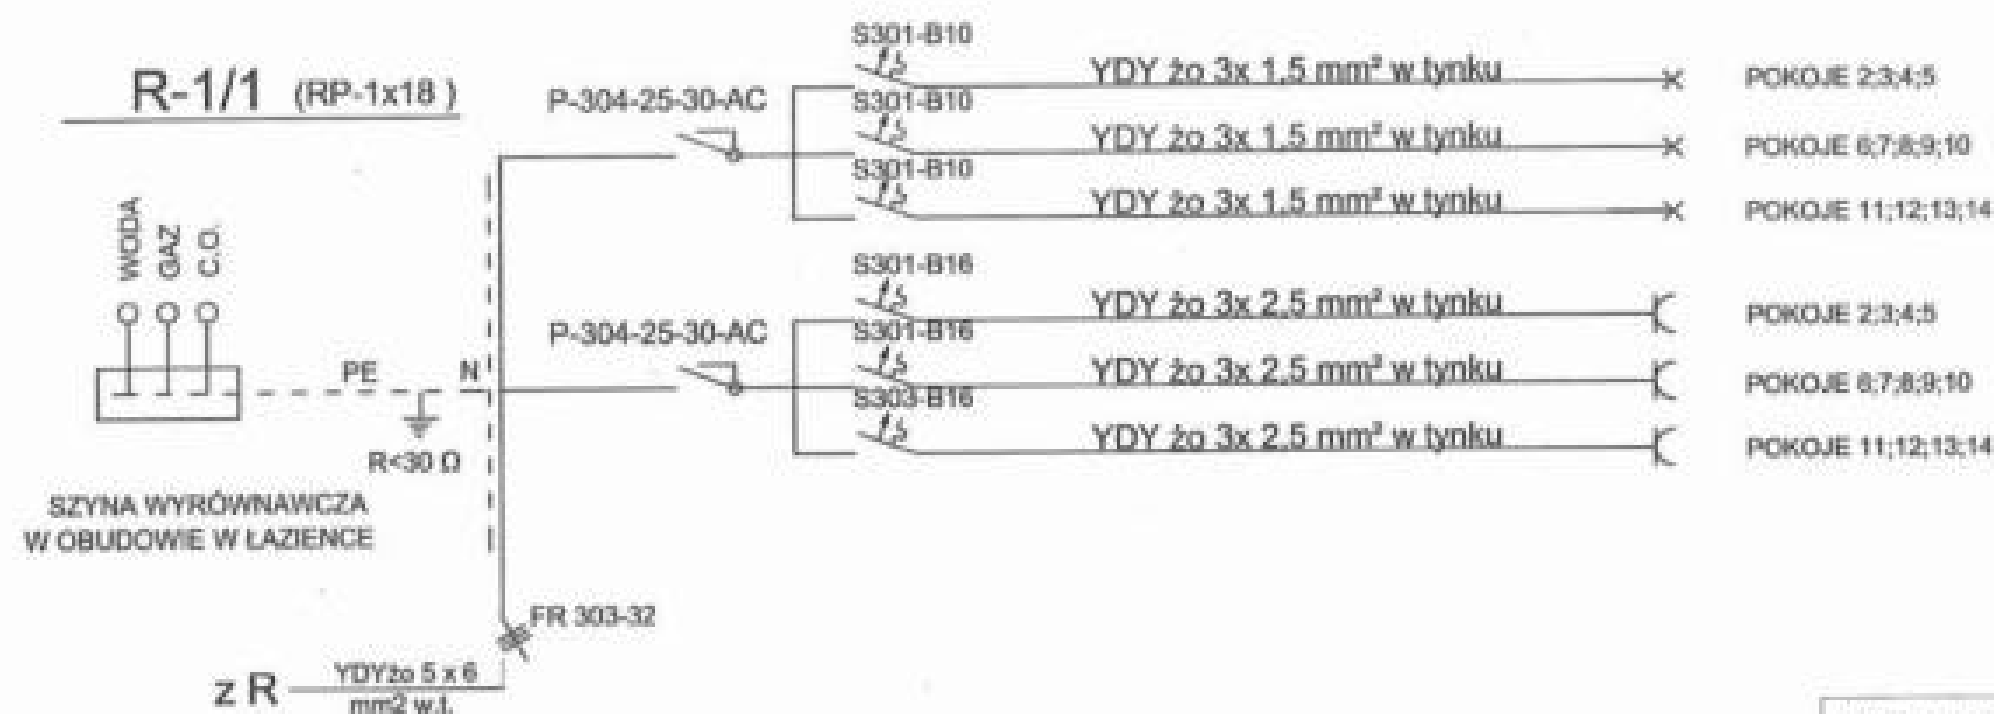 R-1/1 (RP-1x18 )
P-304-25-30-AC
S301-B10
YDY żo 3x 1,5 mm² w tynku
POKOJE 2;3;4;5
S301-B10
YDY żo 3x 1,5 mm² w tynku
POKOJE 6;7;8;9;10
S301-B10
YDY żo 3x 1,5 mm² w tynku
POKOJE 11;12;13;14
WODA
GAZ
C.O.
PE
N
R<30 Ω
SZYNA WYRÓWNAWCZA
W OBUDOWIE W ŁAZIENCE
P-304-25-30-AC
S301-B16
YDY żo 3x 2,5 mm² w tynku
POKOJE 2;3;4;5
S301-B16
YDY żo 3x 2,5 mm² w tynku
POKOJE 6;7;8;9;10
S303-B16
YDY żo 3x 2,5 mm² w tynku
POKOJE 11;12;13;14
FR 303-32
z R
YDYżo 5 x 6
mm2 w.t.